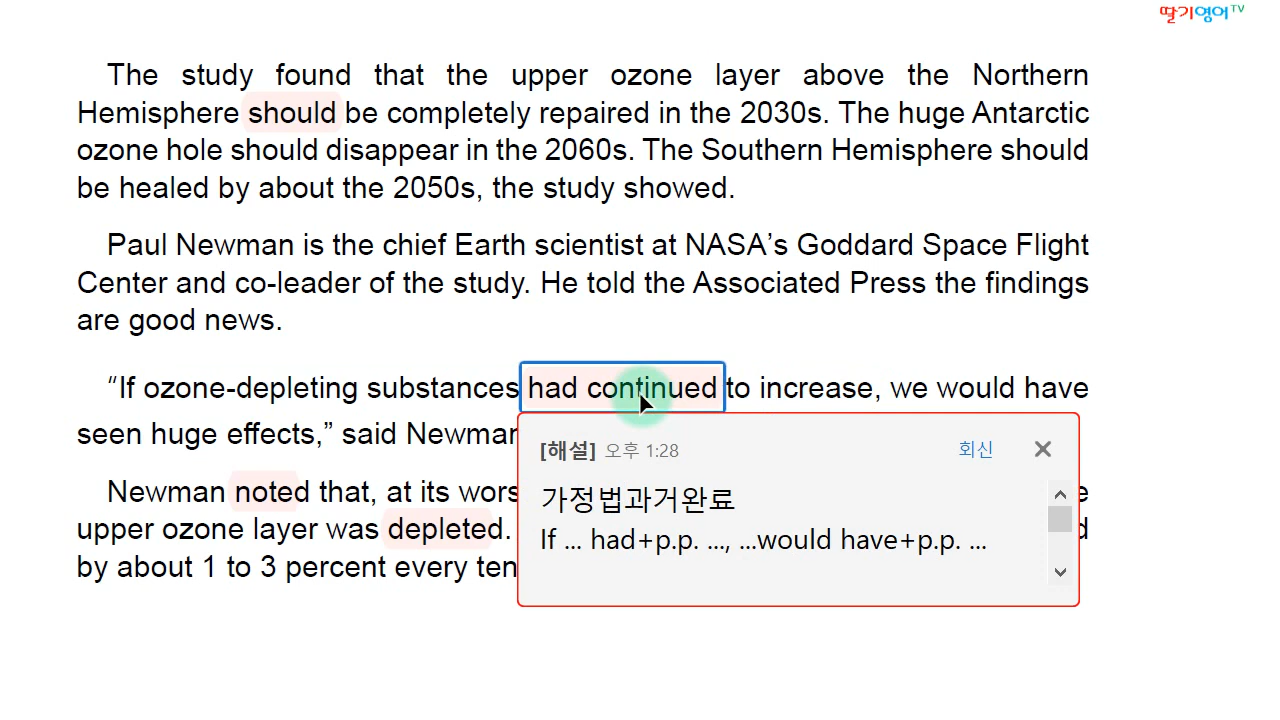 딸기영어TV
The study found that the upper ozone layer above the Northern
Hemisphere should be completely repaired in the 2030s. The huge Antarctic
ozone hole should disappear in the 2060s. The Southern Hemisphere should
be healed by about the 2050s, the study showed.
Paul Newman is the chief Earth scientist at NASA’s Goddard Space Flight
Center and co-leader of the study. He told the Associated Press the findings
are good news.
“If ozone-depleting substances had continued to increase, we would have
seen huge effects,” said Newman
[해설] 오후 1:28 회신
가정법과거완료
If ... had+p.p. ..., ...would have+p.p. ...
Newman noted that, at its wors
upper ozone layer was depleted.
by about 1 to 3 percent every ten